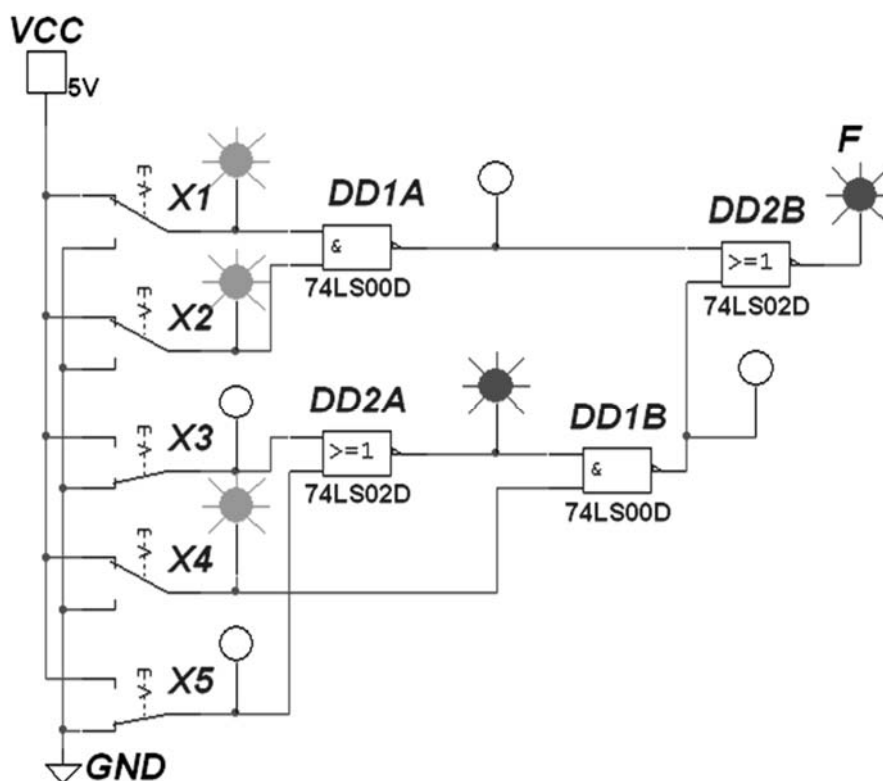 VCC
5V
X1
DD1A
&
74LS00D
F
DD2B
>=1
74LS02D
X2
X3
DD2A
>=1
74LS02D
DD1B
&
74LS00D
X4
X5
GND